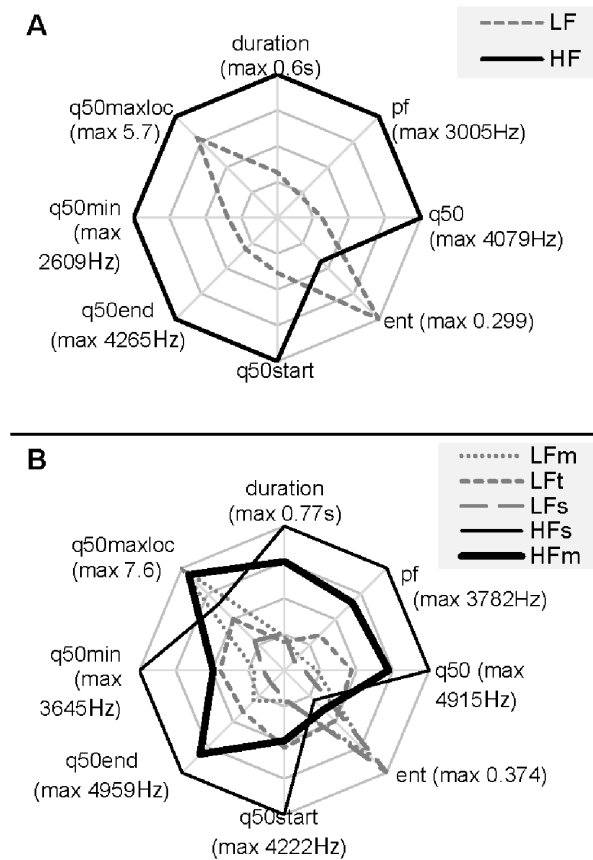 A
LF
HF
duration
(max 0.6s)
q50maxloc
(max 5.7)
pf
(max 3005Hz)
q50min
(max
2609Hz)
q50
(max 4079Hz)
q50end
(max 4265Hz)
ent (max 0.299)
q50start
B
LFm
LFt
LFs
HFs
HFm
duration
(max 0.77s)
q50maxloc
(max 7.6)
pf
(max 3782Hz)
q50min
(max
3645Hz)
q50 (max
4915Hz)
q50end
(max 4959Hz)
ent (max 0.374)
q50start
(max 4222Hz)